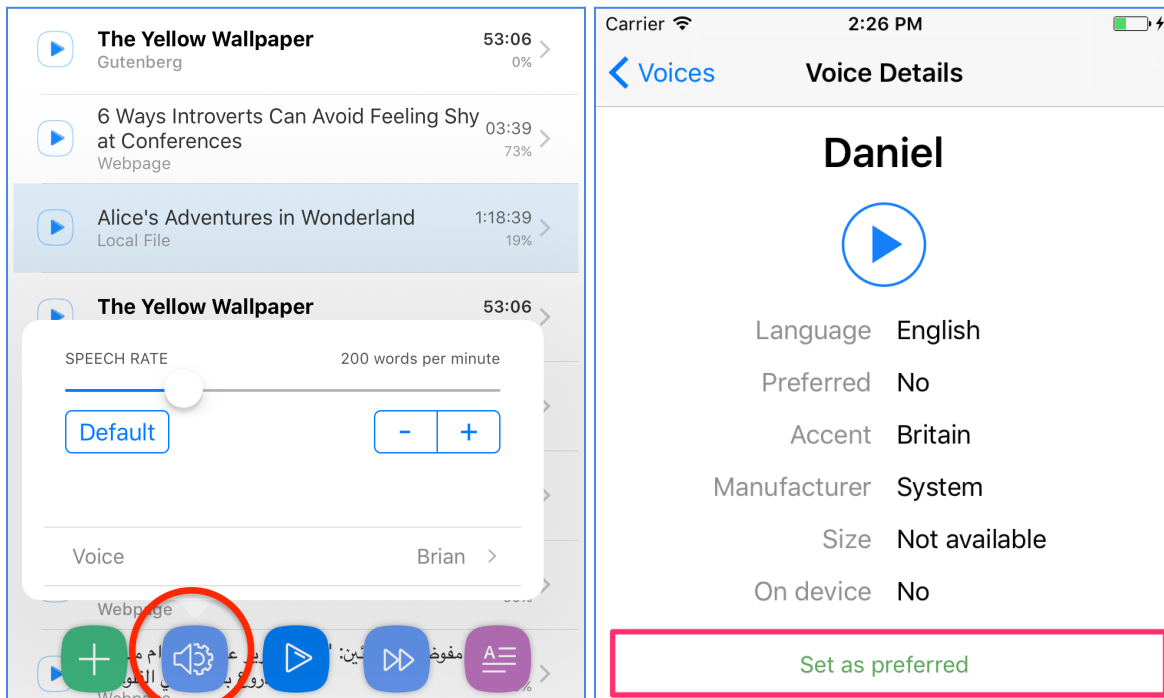 The Yellow Wallpaper
53:06
Gutenberg
0%
6 Ways Introverts Can Avoid Feeling Shy
at Conferences
03:39
Webpage
73%
Alice's Adventures in Wonderland
1:18:39
Local File
19%
The Yellow Wallpaper
53:06
SPEECH RATE
200 words per minute
Default
-
+
Voice
Brian
Webpage
Carrier
2:26 PM
Voices
Voice Details
Daniel
Language English
Preferred No
Accent Britain
Manufacturer System
Size Not available
On device No
Set as preferred